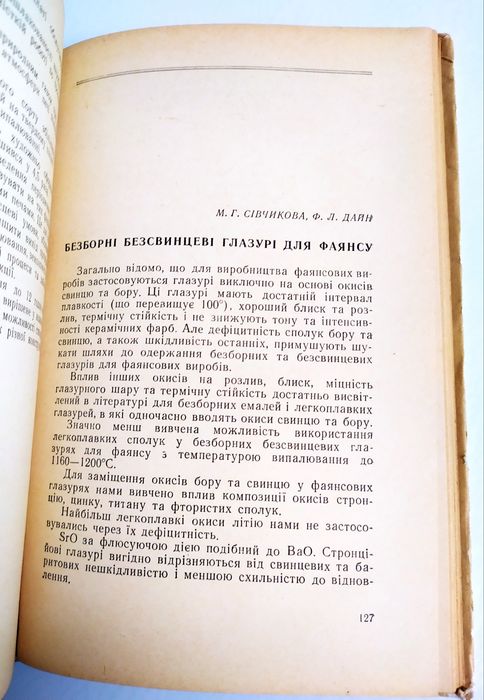 М. Г. СІВЧИКОВА, Ф. Л. ДАЙН
БЕЗБОРНІ БЕЗСВИНЦЕВІ ГЛАЗУРІ ДЛЯ ФАЯНСУ
Загально відомо, що для виробництва фаянсових ви-
робів застосовуються глазурі виключно на основі окисів
свинцю та бору. Ці глазурі мають достатній інтервал
плавкості (що перевищує 100°), хороший блиск та роз-
лив, термічну стійкість і не знижують тону та інтенсив-
ності керамічних фарб. Але дефіцитність сполук бору та
свинцю, а також шкідливість останніх, примушують шу-
кати шляхи до одержання безборних та безсвинцевих
глазурів для фаянсових виробів.
Вплив інших окисів на розлив, блиск, міцність
глазурного шару та термічну стійкість достатньо висвіт-
лений в літературі для безборних емалей і легкоплавких
глазурей, в які одночасно вводять окиси свинцю та бору.
Значно менш вивчена можливість використання
легкоплавких сполук у безборних безсвинцевих гла-
зурях для фаянсу з температурою випалювання до
1160—1200°С.
Для заміщення окисів бору та свинцю у фаянсових
глазурях нами вивчено вплив композиції окисів строн-
цію, цинку, титану та фтористих сполук.
Найбільш легкоплавкі окиси літію нами не застосо-
вувались через їх дефіцитність.
SrO за флюсуючою дією подібний до BaO. Стронці-
йові глазурі вигідно відрізняються від свинцевих та ба-
ритових нешкідливістю і меншою схильністю до віднов-
лення,
127